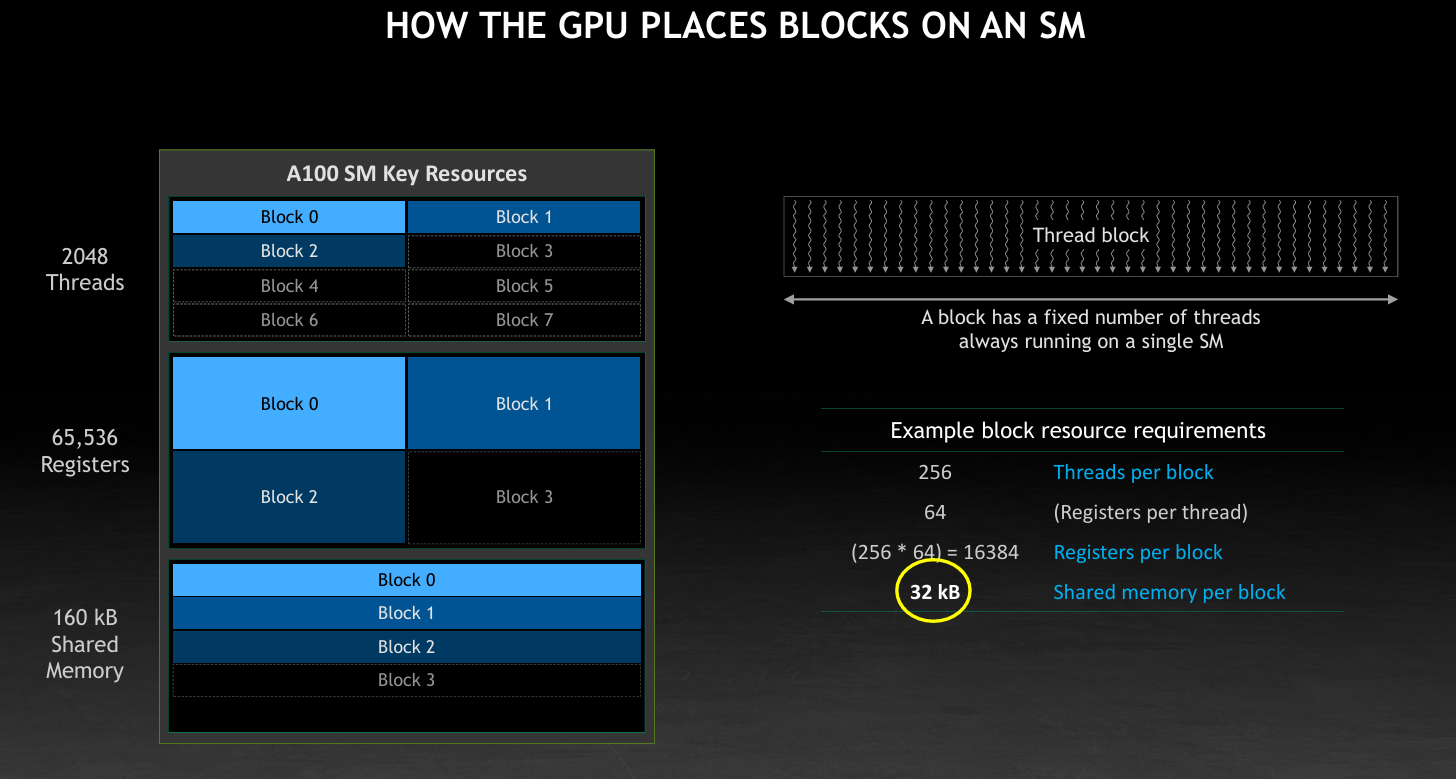 HOW THE GPU PLACES BLOCKS ON AN SM
A100 SM Key Resources
2048
Threads
Block 0
Block 1
Block 2
Block 3
Block 4
Block 5
Block 6
Block 7
65,536
Registers
Block 0
Block 1
Block 2
Block 3
160 kB
Shared
Memory
Block 0
Block 1
Block 2
Block 3
Thread block
A block has a fixed number of threads
always running on a single SM
Example block resource requirements
256 Threads per block
64 (Registers per thread)
(256 * 64) = 16384 Registers per block
32 kB Shared memory per block